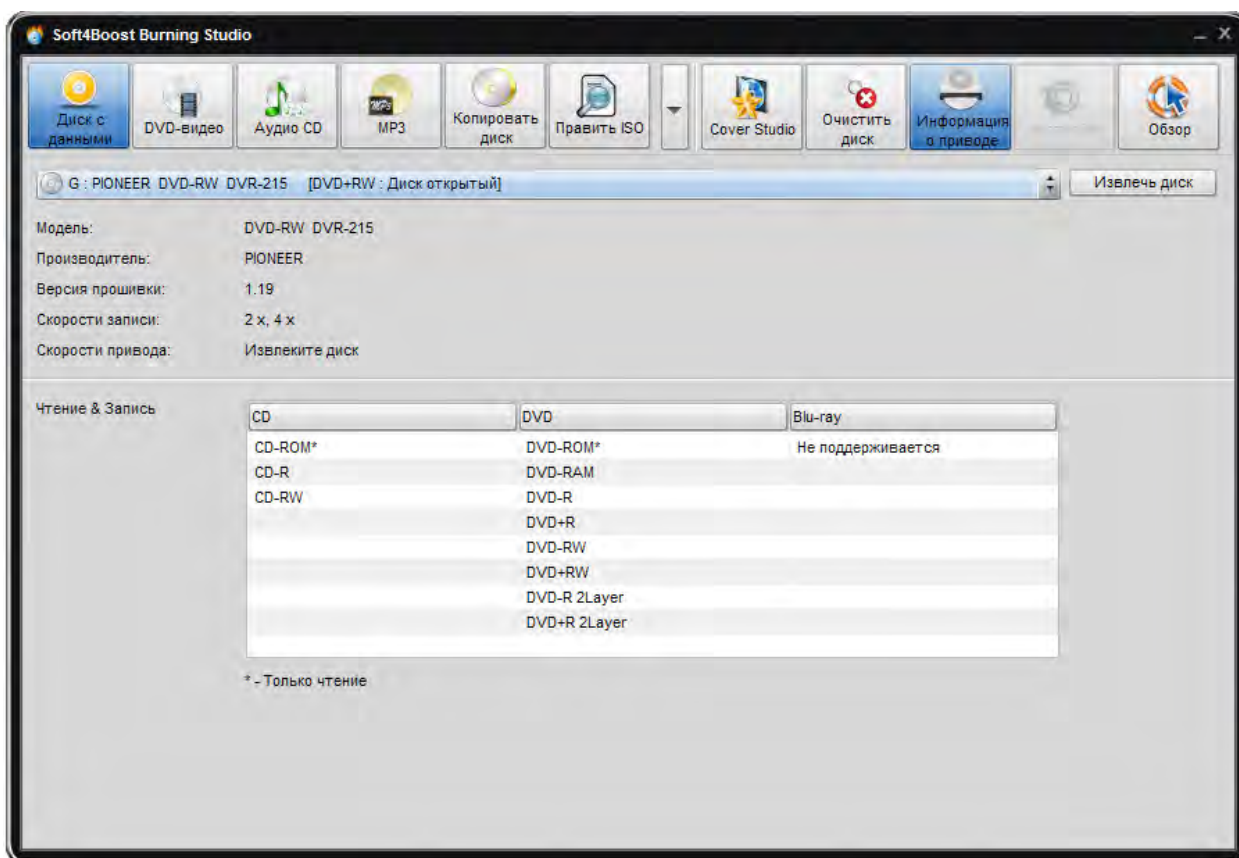 Soft4Boost Burning Studio
Диск с данными
DVD-видео
Аудио CD
MP3
Копировать диск
Править ISO
Cover Studio
Очистить диск
Информация о приводе
Обзор
G : PIONEER DVD-RW DVR-215 [DVD+RW : Диск открытый]
Извлечь диск
Модель: DVD-RW DVR-215
Производитель: PIONEER
Версия прошивки: 1.19
Скорости записи: 2 x, 4 x
Скорости привода: Извлеките диск
Чтение & Запись
CD DVD Blu-ray
CD-ROM* DVD-ROM* Не поддерживается
CD-R DVD-RAM
CD-RW DVD-R
DVD+R
DVD-RW
DVD+RW
DVD-R 2Layer
DVD+R 2Layer
* - Только чтение